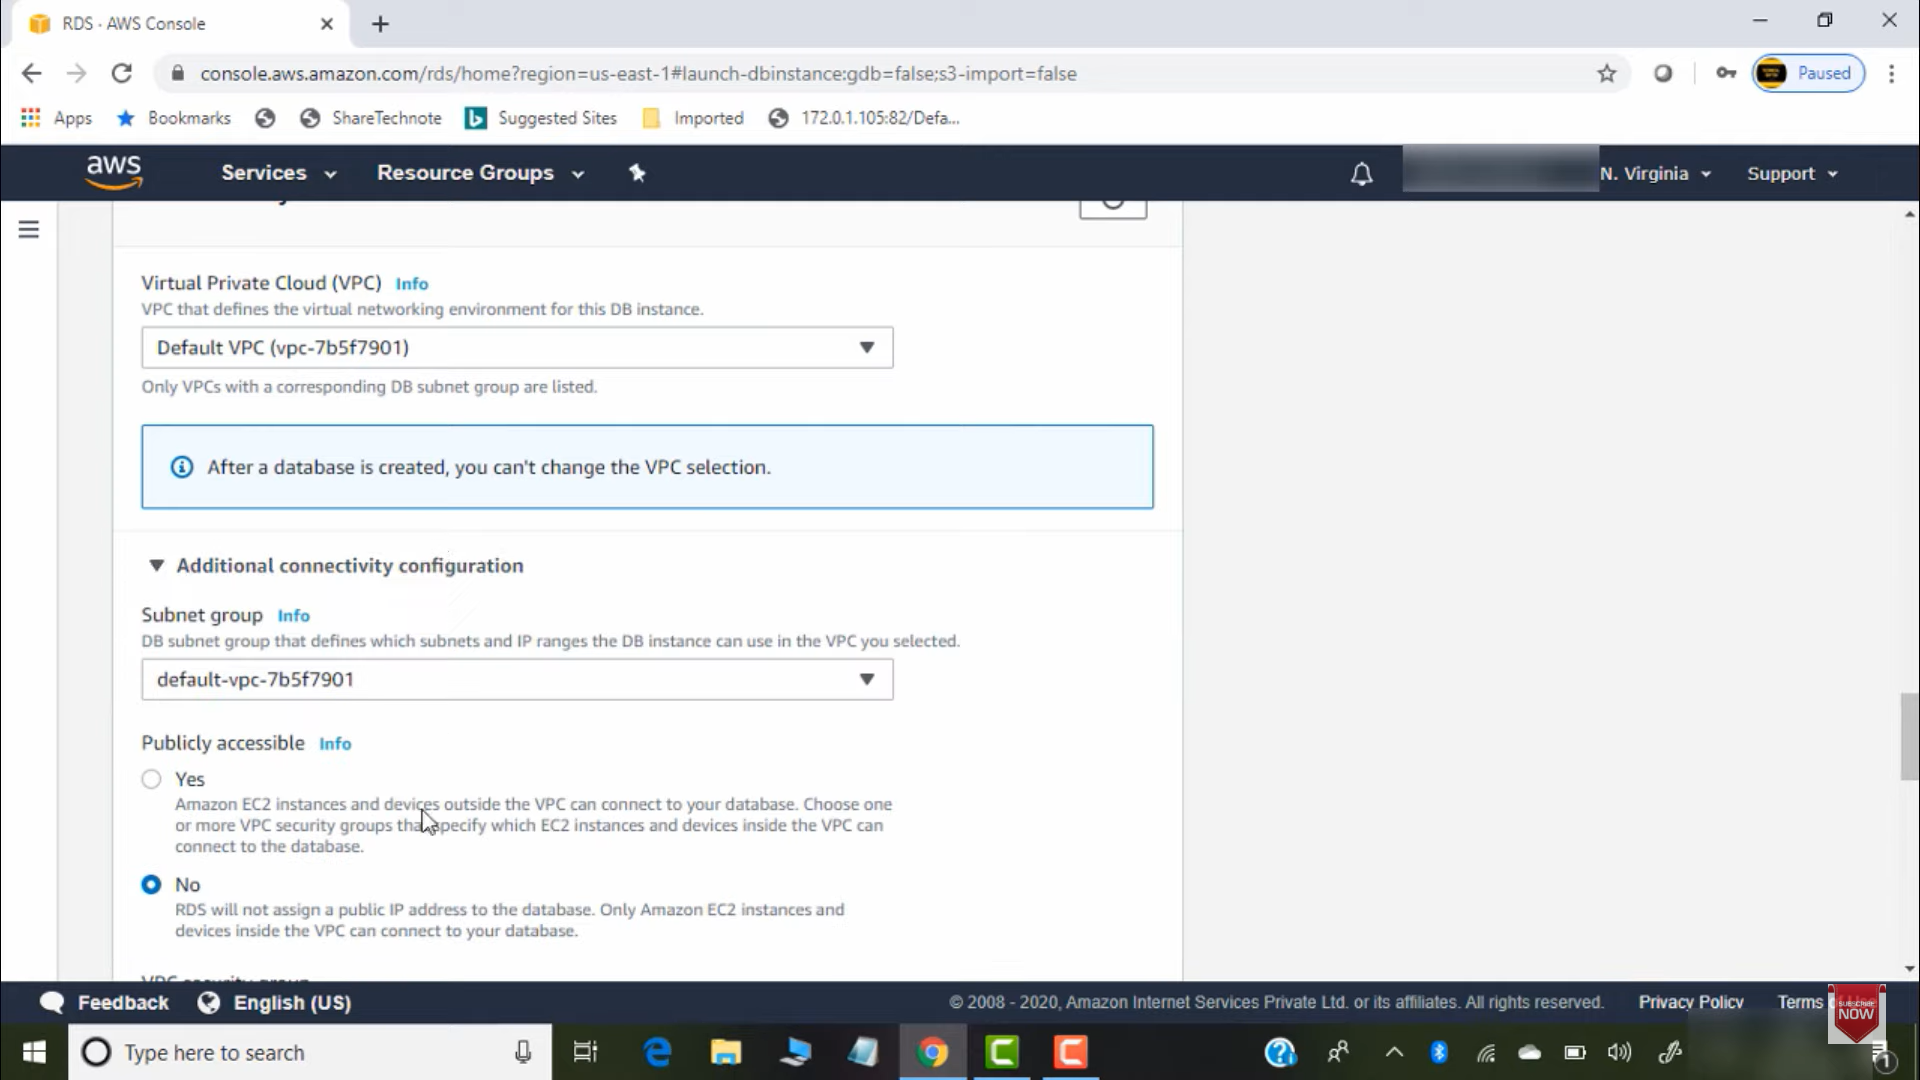 RDS - AWS Console
console.aws.amazon.com/rds/home?region=us-east-1#launch-dbinstance:gdb=false;s3-import=false
Paused
Apps
Bookmarks
ShareTechnote
Suggested Sites
Imported
172.0.1.105:82/Defa...
aws
Services
Resource Groups
N. Virginia
Support
Virtual Private Cloud (VPC) Info
VPC that defines the virtual networking environment for this DB instance.
Default VPC (vpc-7b5f7901)
Only VPCs with a corresponding DB subnet group are listed.
After a database is created, you can't change the VPC selection.
Additional connectivity configuration
Subnet group Info
DB subnet group that defines which subnets and IP ranges the DB instance can use in the VPC you selected.
default-vpc-7b5f7901
Publicly accessible Info
Yes
Amazon EC2 instances and devices outside the VPC can connect to your database. Choose one
or more VPC security groups that specify which EC2 instances and devices inside the VPC can
connect to the database.
No
RDS will not assign a public IP address to the database. Only Amazon EC2 instances and
devices inside the VPC can connect to your database.
VPC security group
Feedback
English (US)
© 2008 - 2020, Amazon Internet Services Private Ltd. or its affiliates. All rights reserved.
Privacy Policy
Terms
SUBSCRIBE
NOW
Type here to search
1